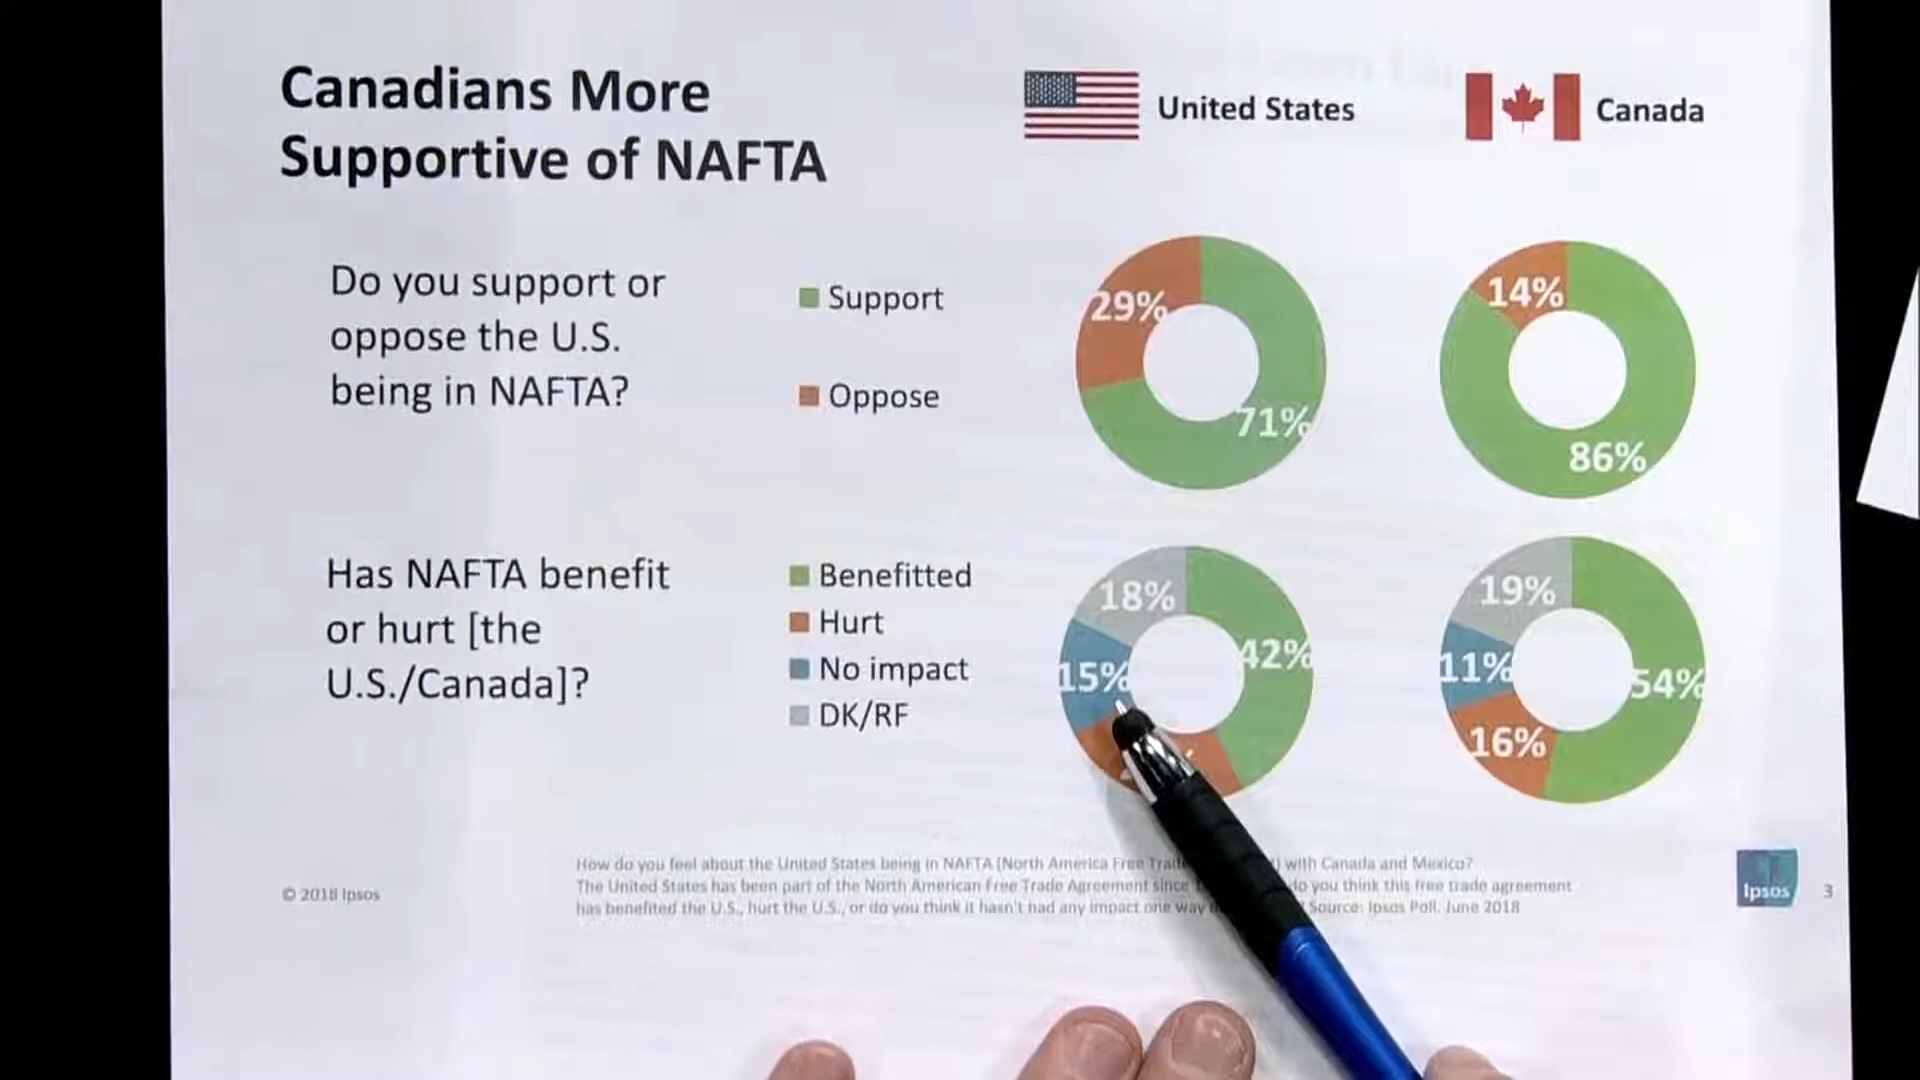 Canadians More
Supportive of NAFTA
United States
Canada
Do you support or
oppose the U.S.
being in NAFTA?
Support
Oppose
29%
71%
14%
86%
Has NAFTA benefit
or hurt [the
U.S./Canada]?
Benefitted
Hurt
No impact
DK/RF
18%
42%
15%
19%
54%
11%
16%
How do you feel about the United States being in NAFTA (North America Free with Canada and Mexico?
The United States has been part of the North American Free Trade Agreement since do you think this free trade agreement
has benefited the U.S., hurt the U.S., or do you think it hasn't had any impact one way Source: Ipsos Poll. June 2018
© 2018 Ipsos
Ipsos
3